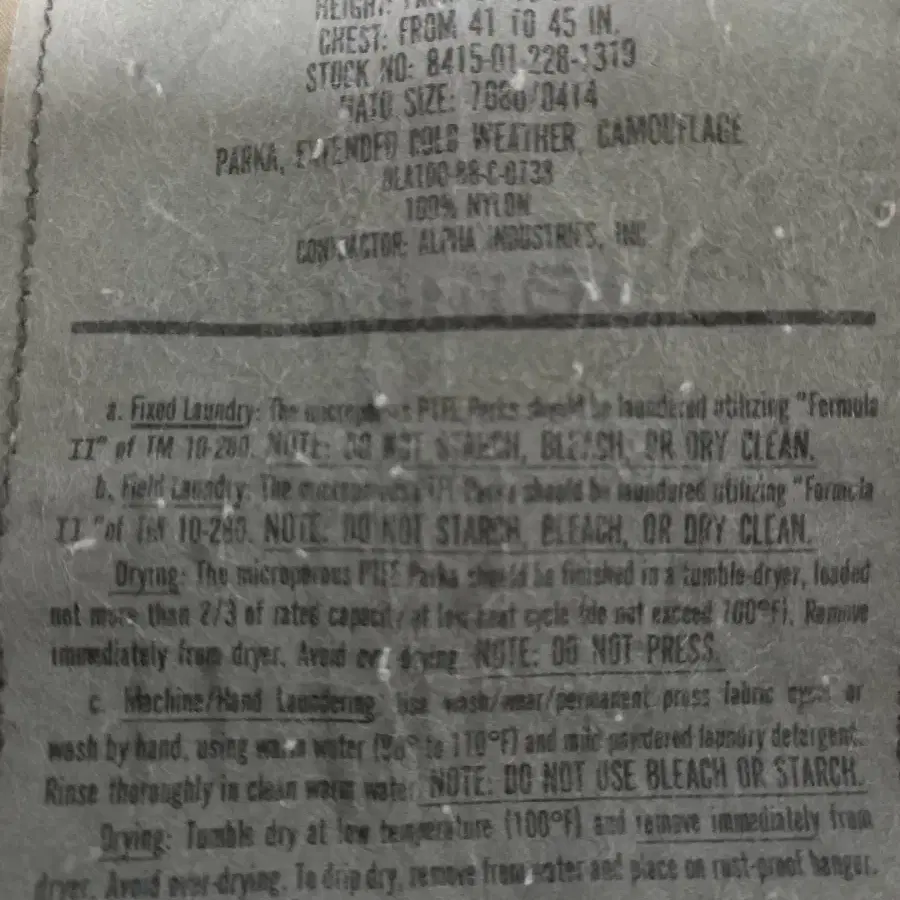 HEIGHT:
CHEST: FROM 41 TO 45 IN.
STOCK NO: 8415-01-228-1319
NATO SIZE: 7080/0414
PARKA, EXTENDED COLD WEATHER, CAMOUFLAGE
DLA100-88-C-0733
100% NYLON
CONTRACTOR: ALPHA INDUSTRIES, INC
a. Fixed Laundry: The microporous PTFE Parka should be laundered utilizing "Formula
II" of TM 10-280. NOTE: DO NOT STARCH, BLEACH, OR DRY CLEAN.
b. Field Laundry: The microporous PTFE Parka should be laundered utilizing "Formula
II "of TM 10-280. NOTE: DO NOT STARCH, BLEACH, OR DRY CLEAN.
Drying: The microporous PTFE Parka should be finished in a tumble-dryer, loaded
not more than 2/3 of rated capacity at low heat cycle (do not exceed 100°F). Remove
immediately from dryer. Avoid over drying. NOTE: DO NOT PRESS.
c. Machine/Hand Laundering: Use wash/wear/permanent press fabric cycle or
wash by hand, using warm water (90° to 110°F) and mild powdered laundry detergent.
Rinse thoroughly in clean warm water. NOTE: DO NOT USE BLEACH OR STARCH.
Drying: Tumble dry at low temperature (100°F) and remove immediately from
dryer. Avoid over-drying. To drip dry, remove from water and place on rust-proof hanger.